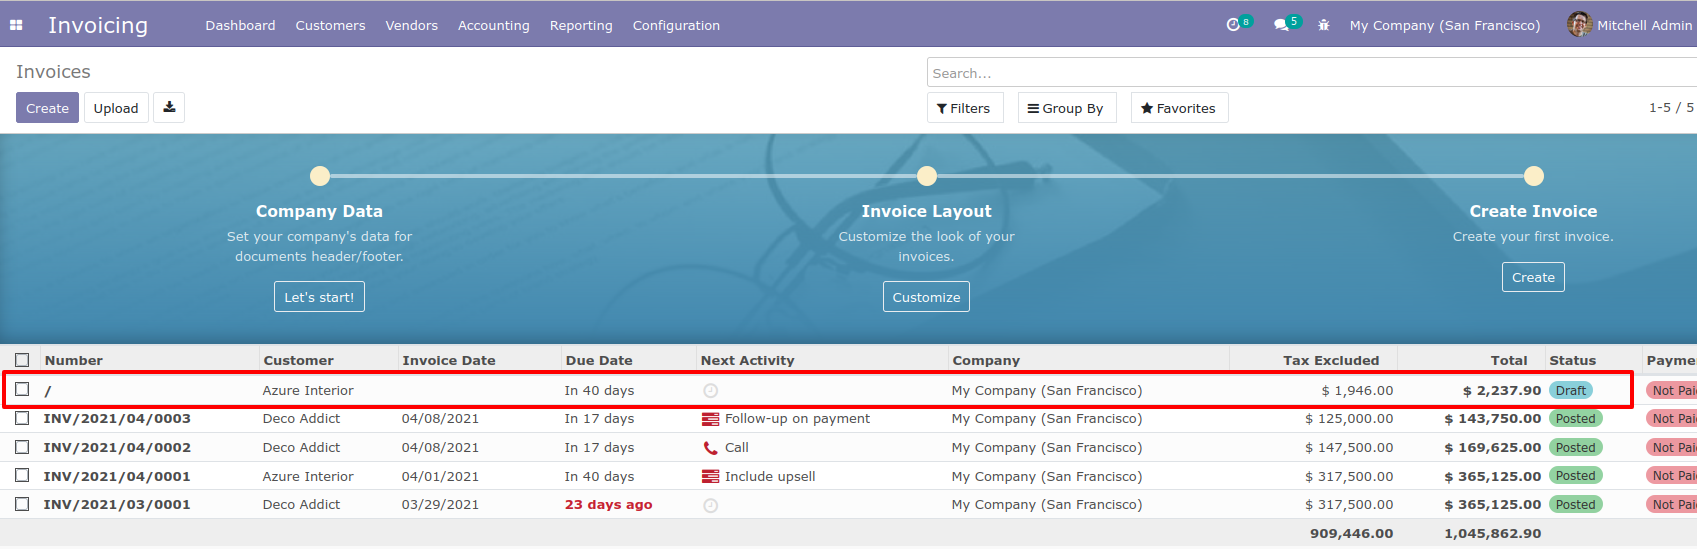 Invoicing Dashboard Customers Vendors Accounting Reporting Configuration 8 5 My Company (San Francisco) Mitchell Admin
Invoices
Search...
Create Upload Filters Group By Favorites 1-5 / 5
Company Data
Set your company's data for
documents header/footer.
Let's start!
Invoice Layout
Customize the look of your
invoices.
Customize
Create Invoice
Create your first invoice.
Create
Number Customer Invoice Date Due Date Next Activity Company Tax Excluded Total Status Payme
/ Azure Interior In 40 days My Company (San Francisco) $ 1,946.00 $ 2,237.90 Draft Not Paid
INV/2021/04/0003 Deco Addict 04/08/2021 In 17 days Follow-up on payment My Company (San Francisco) $ 125,000.00 $ 143,750.00 Posted Not Paid
INV/2021/04/0002 Deco Addict 04/08/2021 In 17 days Call My Company (San Francisco) $ 147,500.00 $ 169,625.00 Posted Not Paid
INV/2021/04/0001 Azure Interior 04/01/2021 In 40 days Include upsell My Company (San Francisco) $ 317,500.00 $ 365,125.00 Posted Not Paid
INV/2021/03/0001 Deco Addict 03/29/2021 23 days ago My Company (San Francisco) $ 317,500.00 $ 365,125.00 Posted Not Paid
909,446.00 1,045,862.90